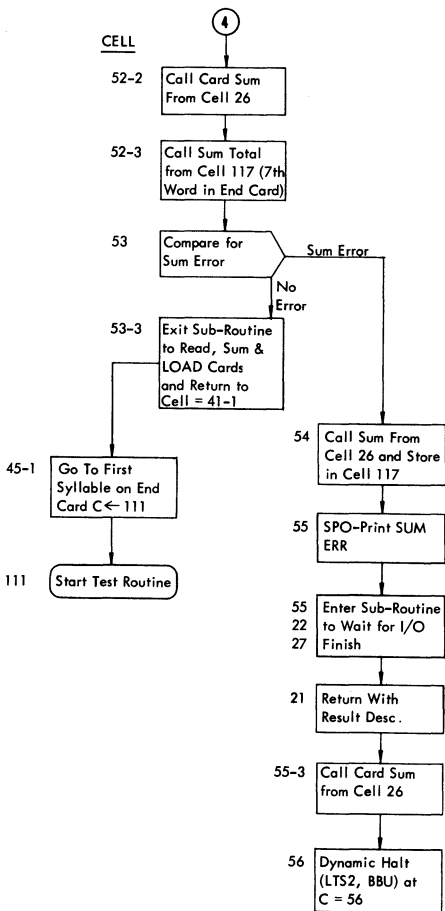 4
CELL
52-2
Call Card Sum
From Cell 26
52-3
Call Sum Total
from Cell 117 (7th
Word in End Card)
53
Compare for
Sum Error
Sum Error
No
Error
53-3
Exit Sub-Routine
to Read, Sum &
LOAD Cards
and Return to
Cell = 41-1
45-1
Go To First
Syllable on End
Card C ← 111
111
Start Test Routine
54
Call Sum From
Cell 26 and Store
in Cell 117
55
SPO-Print SUM
ERR
55
22
27
Enter Sub-Routine
to Wait for I/O
Finish
21
Return With
Result Desc.
55-3
Call Card Sum
from Cell 26
56
Dynamic Halt
(LTS2, BBU) at
C = 56